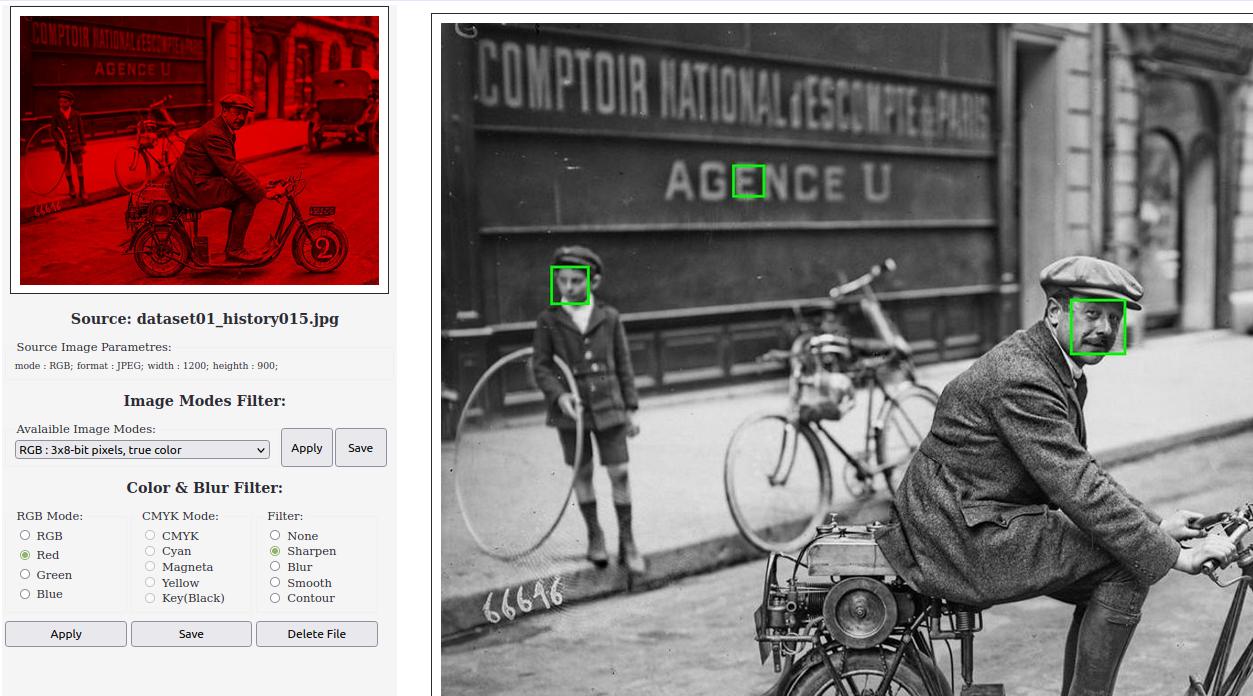 COMPTOIR NATIONAL d'ESCOMPTE de PARIS
AGENCE U
66646
2
Source: dataset01_history015.jpg
Source Image Parametres:
mode : RGB; format : JPEG; width : 1200; heighth : 900;
Image Modes Filter:
Avalaible Image Modes:
RGB : 3x8-bit pixels, true color
Apply
Save
Color & Blur Filter:
RGB Mode:
RGB
Red
Green
Blue
CMYK Mode:
CMYK
Cyan
Magneta
Yellow
Key(Black)
Filter:
None
Sharpen
Blur
Smooth
Contour
Apply
Save
Delete File
COMPTOIR NATIONAL d'ESCOMPTE de PARIS
AGENCE U
66646